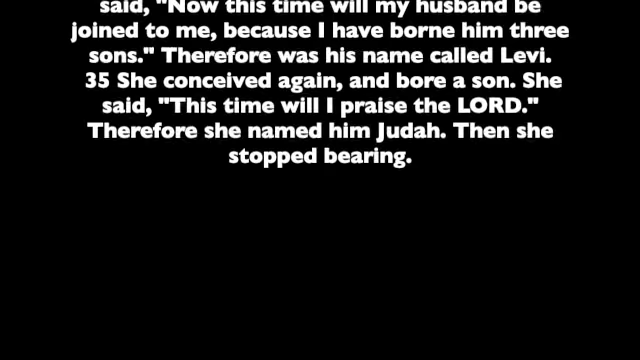 said, "Now this time will my husband be
joined to me, because I have borne him three
sons." Therefore was his name called Levi.
35 She conceived again, and bore a son. She
said, "This time will I praise the LORD."
Therefore she named him Judah. Then she
stopped bearing.